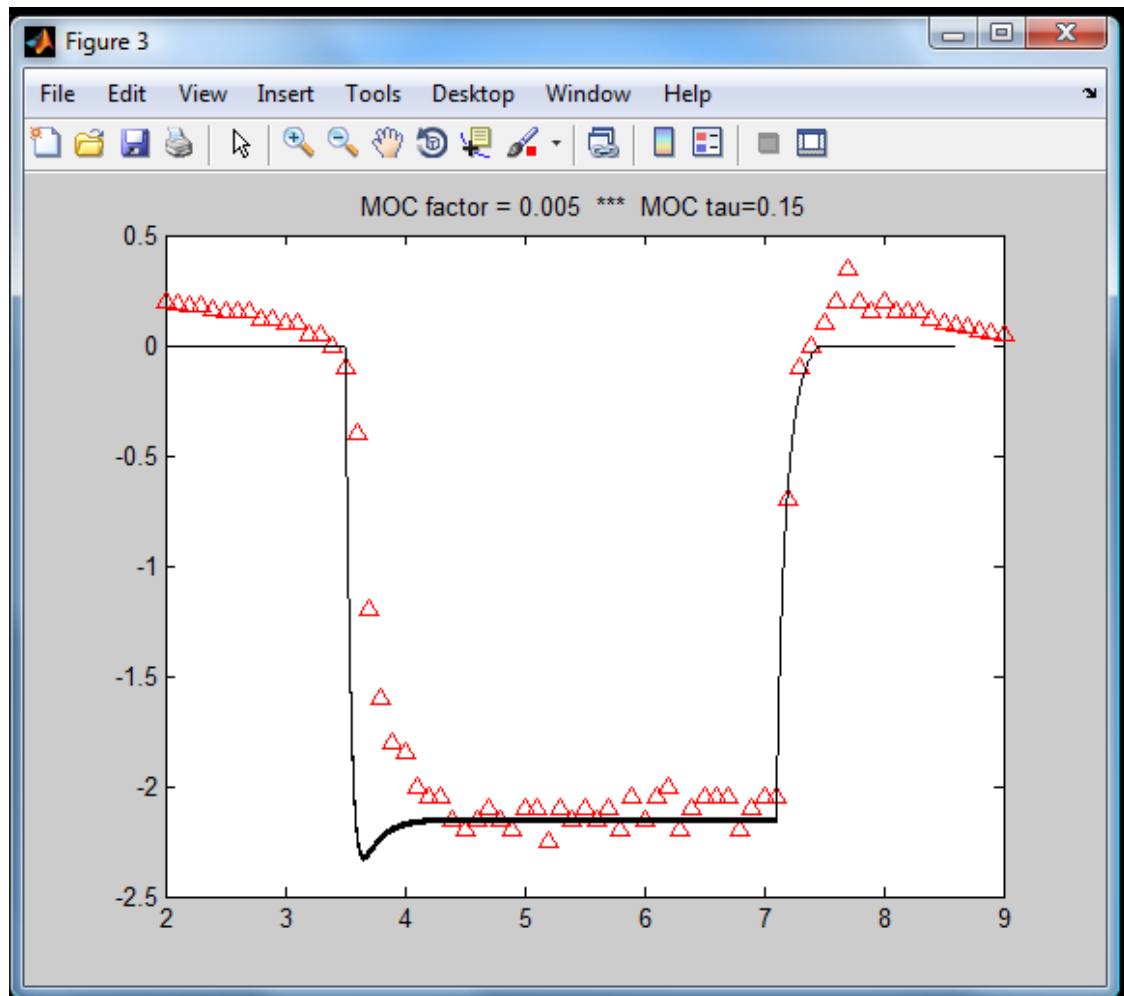 Figure 3
File Edit View Insert Tools Desktop Window Help
MOC factor = 0.005 *** MOC tau=0.15
0.5
0
-0.5
-1
-1.5
-2
-2.5
2 3 4 5 6 7 8 9